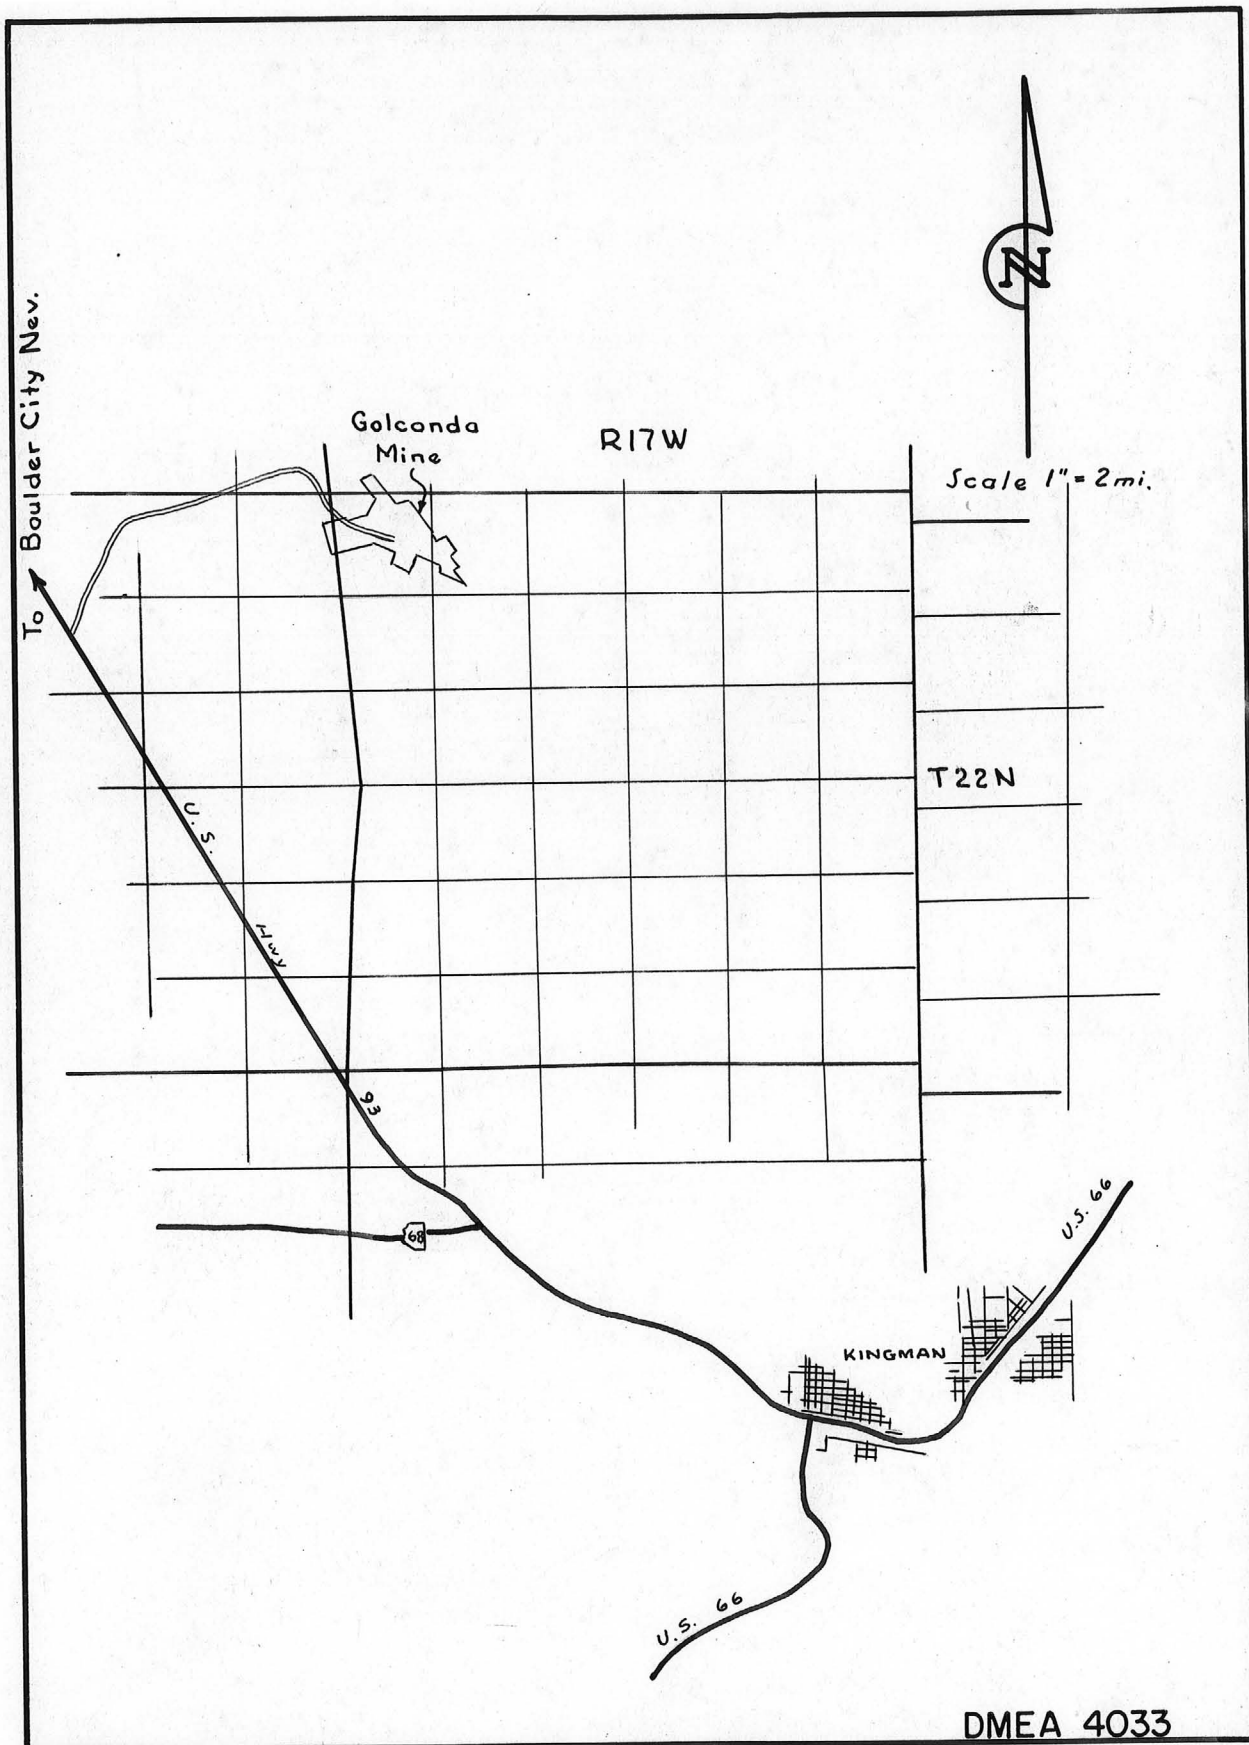 N
To Boulder City Nev.
Golconda
Mine
R17W
Scale 1" = 2 mi.
T22N
U. S. Hwy 93
68
U.S. 66
KINGMAN
U.S. 66
DMEA 4033